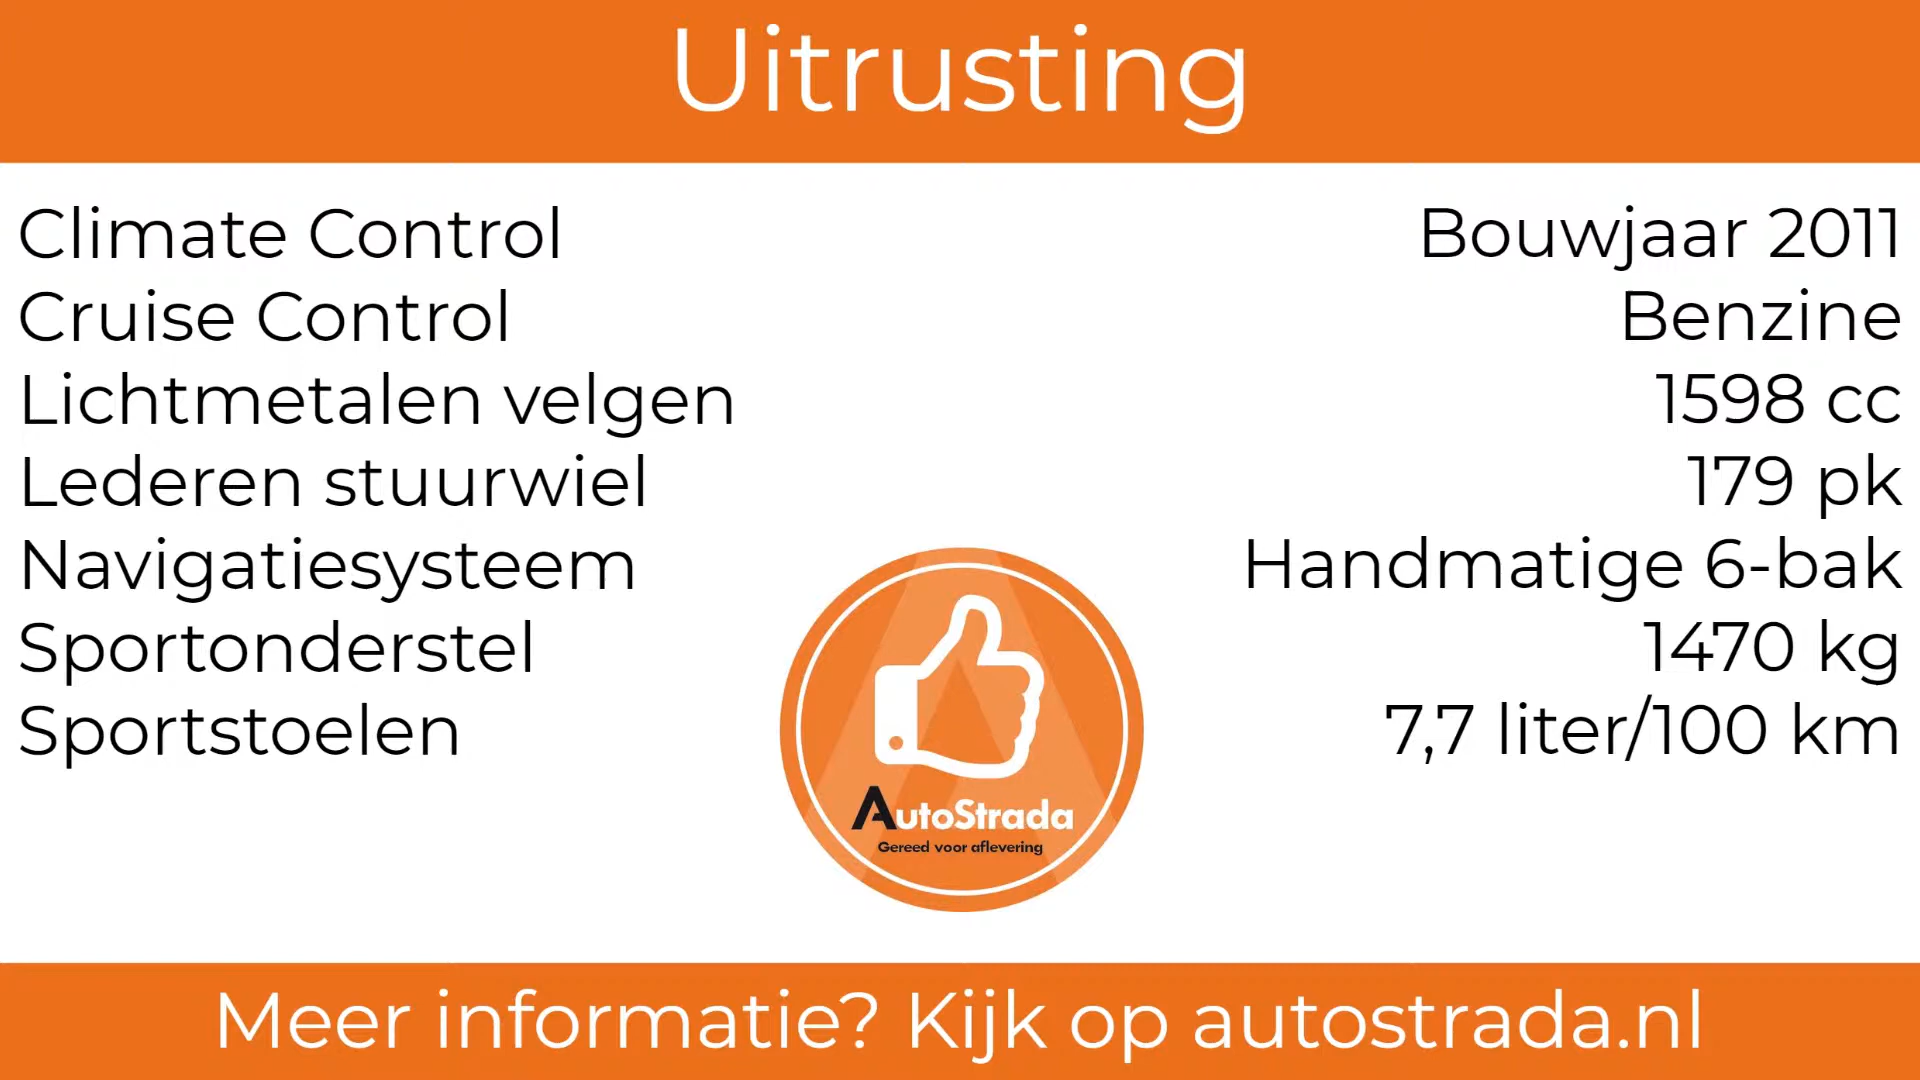 Uitrusting
Climate Control
Cruise Control
Lichtmetalen velgen
Lederen stuurwiel
Navigatiesysteem
Sportonderstel
Sportstoelen
Bouwjaar 2011
Benzine
1598 cc
179 pk
Handmatige 6-bak
1470 kg
7,7 liter/100 km
AutoStrada
Gereed voor aflevering
Meer informatie? Kijk op autostrada.nl